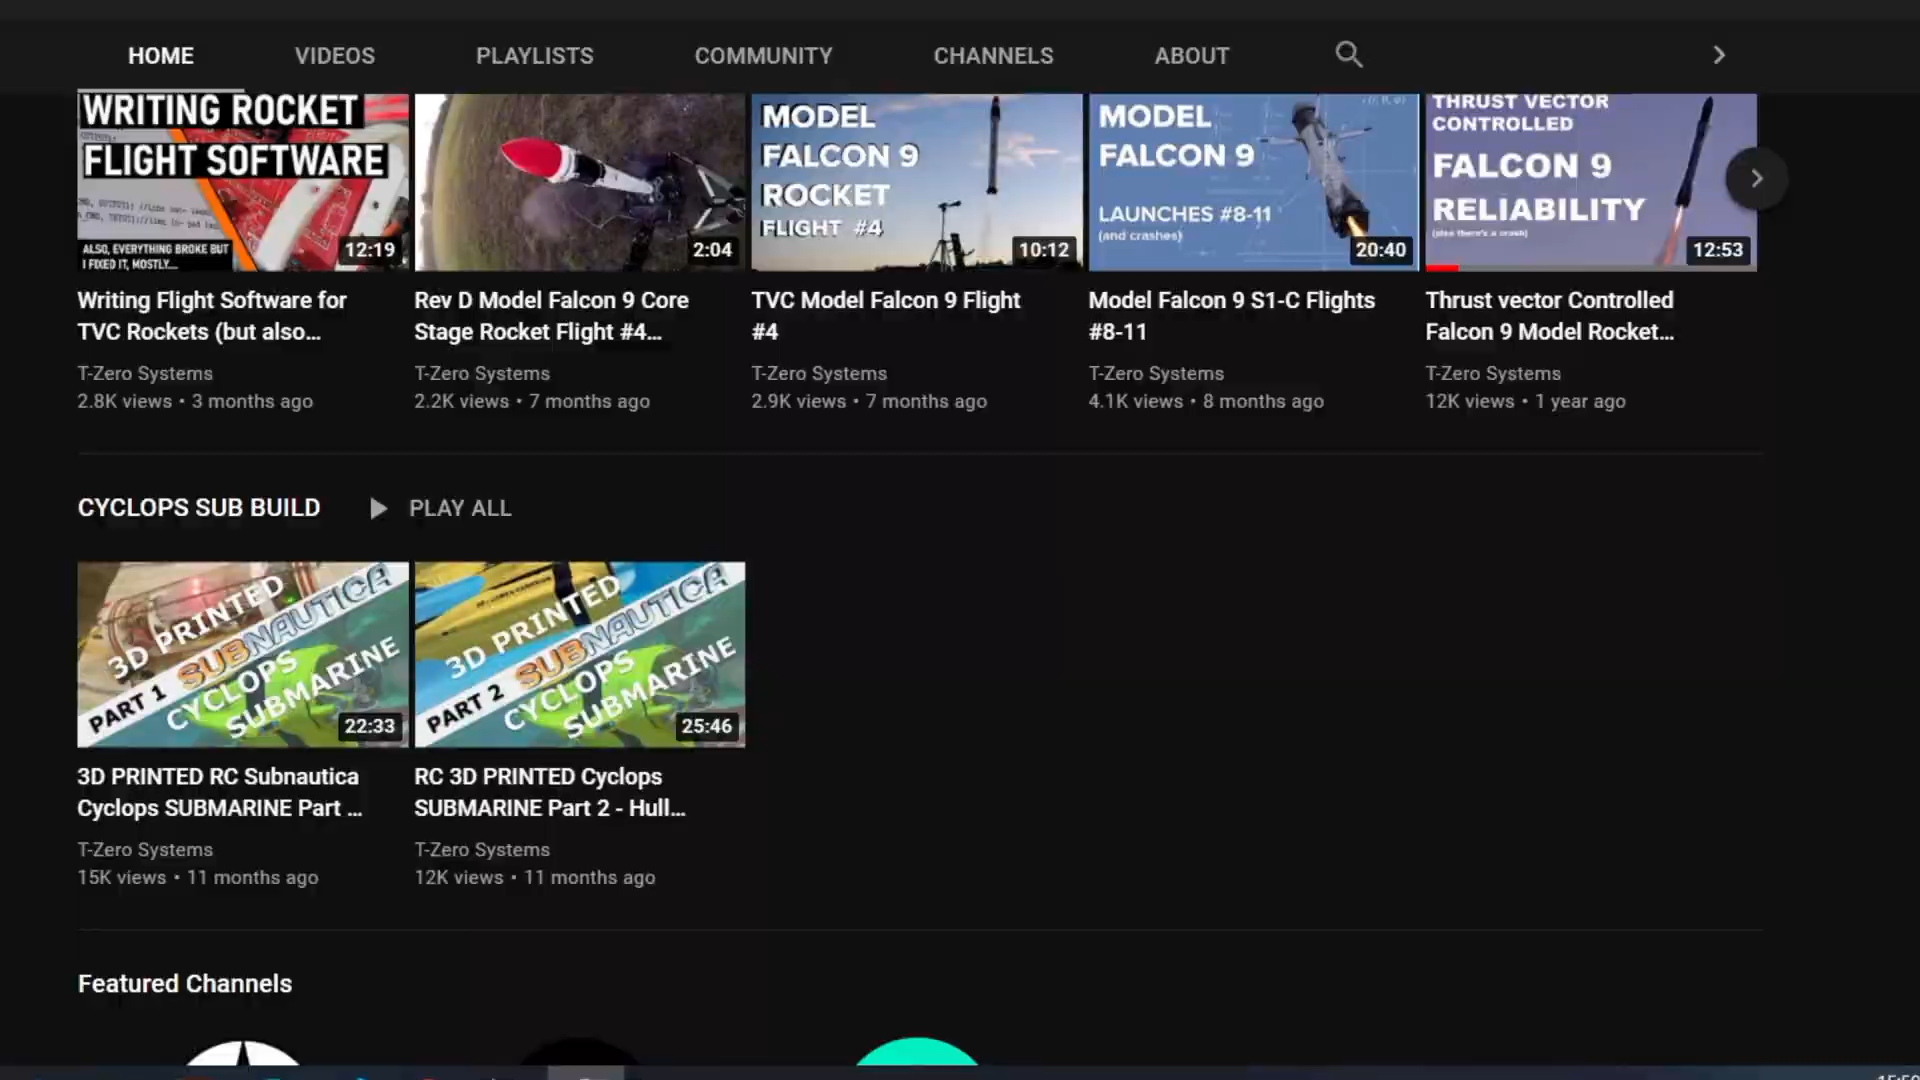 HOME VIDEOS PLAYLISTS COMMUNITY CHANNELS ABOUT
WRITING ROCKET
FLIGHT SOFTWARE
ALSO, EVERYTHING BROKE BUT
I FIXED IT, MOSTLY...
12:19
2:04
MODEL
FALCON 9
ROCKET
FLIGHT #4
10:12
MODEL
FALCON 9
LAUNCHES #8-11
(and crashes)
20:40
THRUST VECTOR
CONTROLLED
FALCON 9
RELIABILITY
(also there's a crash)
12:53
Writing Flight Software for
TVC Rockets (but also...
T-Zero Systems
2.8K views • 3 months ago
Rev D Model Falcon 9 Core
Stage Rocket Flight #4...
T-Zero Systems
2.2K views • 7 months ago
TVC Model Falcon 9 Flight
#4
T-Zero Systems
2.9K views • 7 months ago
Model Falcon 9 S1-C Flights
#8-11
T-Zero Systems
4.1K views • 8 months ago
Thrust vector Controlled
Falcon 9 Model Rocket...
T-Zero Systems
12K views • 1 year ago
CYCLOPS SUB BUILD PLAY ALL
3D PRINTED
SUBNAUTICA
PART 1
CYCLOPS
SUBMARINE
22:33
3D PRINTED
SUBNAUTICA
PART 2
CYCLOPS
SUBMARINE
25:46
3D PRINTED RC Subnautica
Cyclops SUBMARINE Part ...
T-Zero Systems
15K views • 11 months ago
RC 3D PRINTED Cyclops
SUBMARINE Part 2 - Hull...
T-Zero Systems
12K views • 11 months ago
Featured Channels